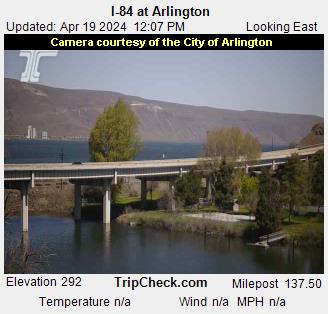 I-84 at Arlington
Updated: Apr 19 2024 12:07 PM Looking East
Camera courtesy of the City of Arlington
Elevation 292 TripCheck.com Milepost 137.50
Temperature n/a Wind n/a MPH n/a